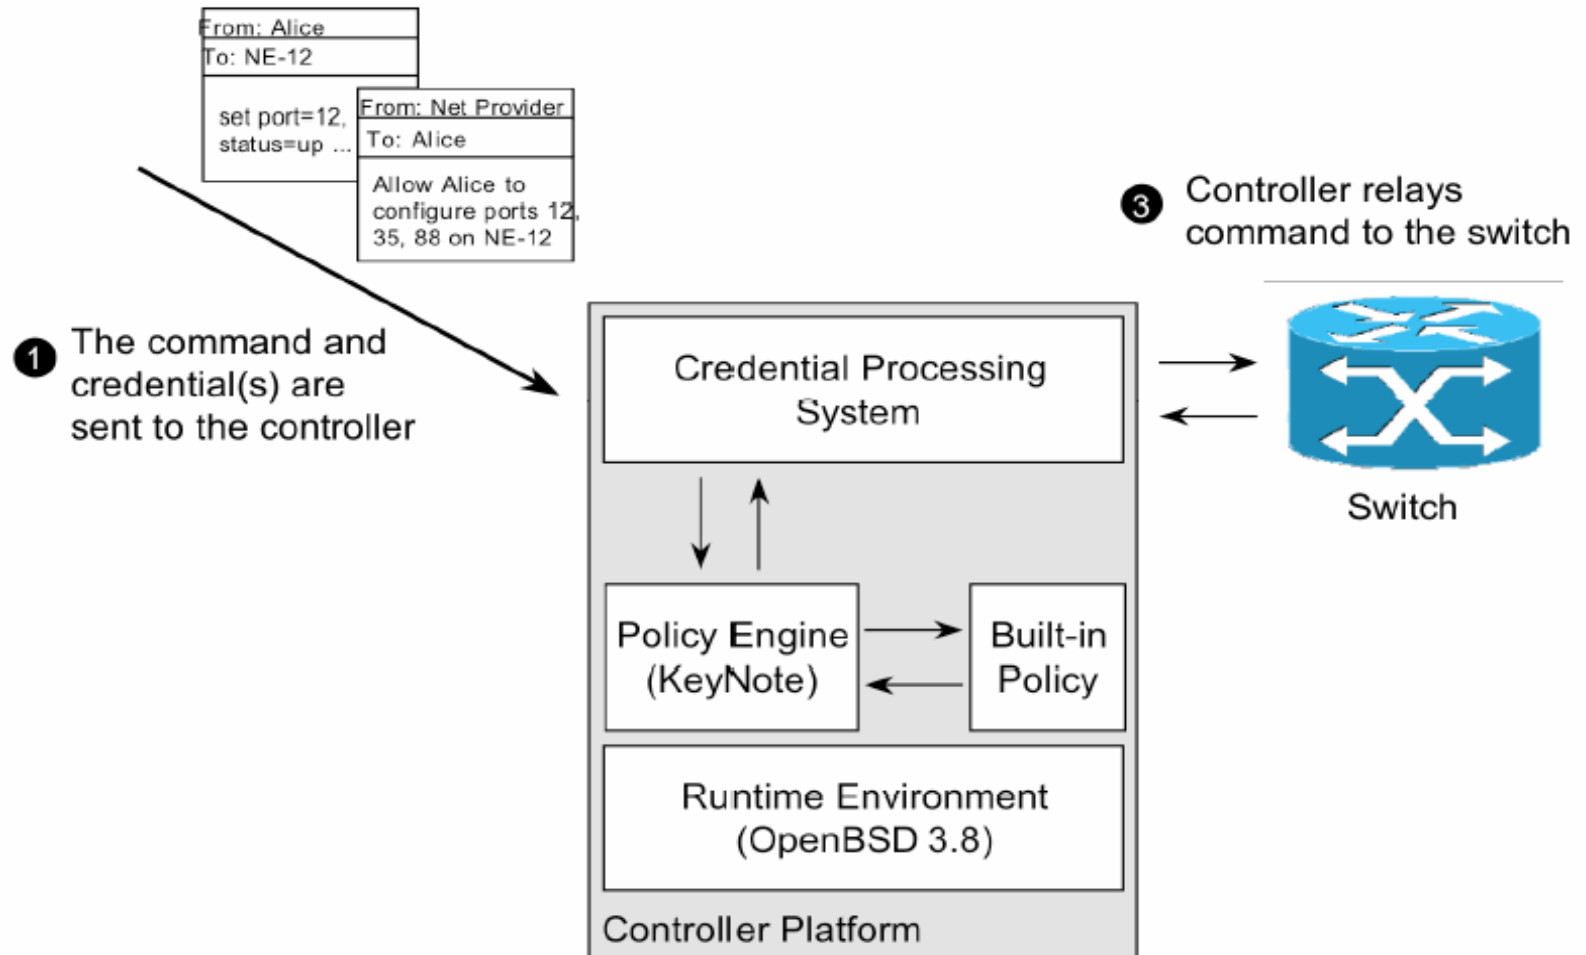 From: Alice
To: NE-12
set port=12,
status=up ...
From: Net Provider
To: Alice
Allow Alice to
configure ports 12,
35, 88 on NE-12
1 The command and
credential(s) are
sent to the controller
3 Controller relays
command to the switch
Credential Processing
System
Switch
Policy Engine
(KeyNote)
Built-in
Policy
Runtime Environment
(OpenBSD 3.8)
Controller Platform